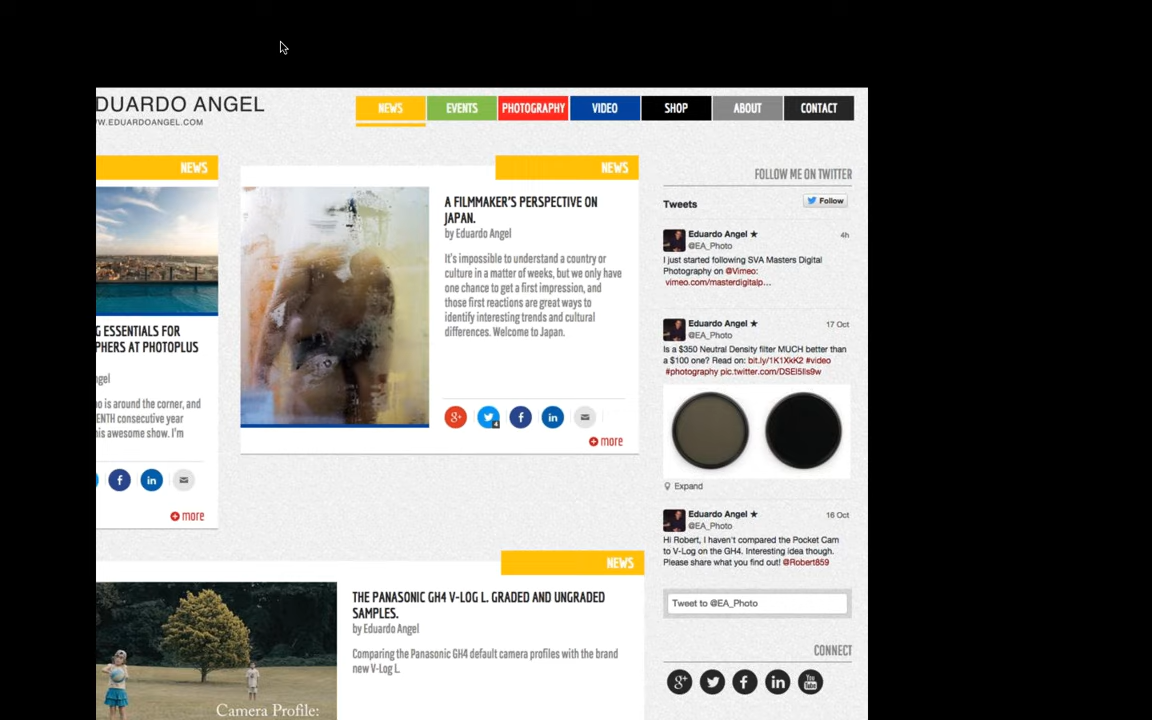 DUARDO ANGEL
W.EDUARDOANGEL.COM
NEWS
EVENTS
PHOTOGRAPHY
VIDEO
SHOP
ABOUT
CONTACT
NEWS
G ESSENTIALS FOR
PHERS AT PHOTOPLUS
ngel
o is around the corner, and
ENTH consecutive year
is awesome show. I'm
more
NEWS
A FILMMAKER'S PERSPECTIVE ON
JAPAN.
by Eduardo Angel
It's impossible to understand a country or
culture in a matter of weeks, but we only have
one chance to get a first impression, and
those first reactions are great ways to
identify interesting trends and cultural
differences. Welcome to Japan.
4
more
NEWS
THE PANASONIC GH4 V-LOG L. GRADED AND UNGRADED
SAMPLES.
by Eduardo Angel
Comparing the Panasonic GH4 default camera profiles with the brand
new V-Log L.
Camera Profile:
FOLLOW ME ON TWITTER
Tweets
Follow
Eduardo Angel ★ 4h
@EA_Photo
I just started following SVA Masters Digital
Photography on @Vimeo:
vimeo.com/masterdigitalp...
Eduardo Angel ★ 17 Oct
@EA_Photo
Is a $350 Neutral Density filter MUCH better than
a $100 one? Read on: bit.ly/1K1XkK2 #video
#photography pic.twitter.com/DSEI5Iis9w
Expand
Eduardo Angel ★ 16 Oct
@EA_Photo
Hi Robert, I haven't compared the Pocket Cam
to V-Log on the GH4. Interesting idea though.
Please share what you find out! @Robert859
Tweet to @EA_Photo
CONNECT